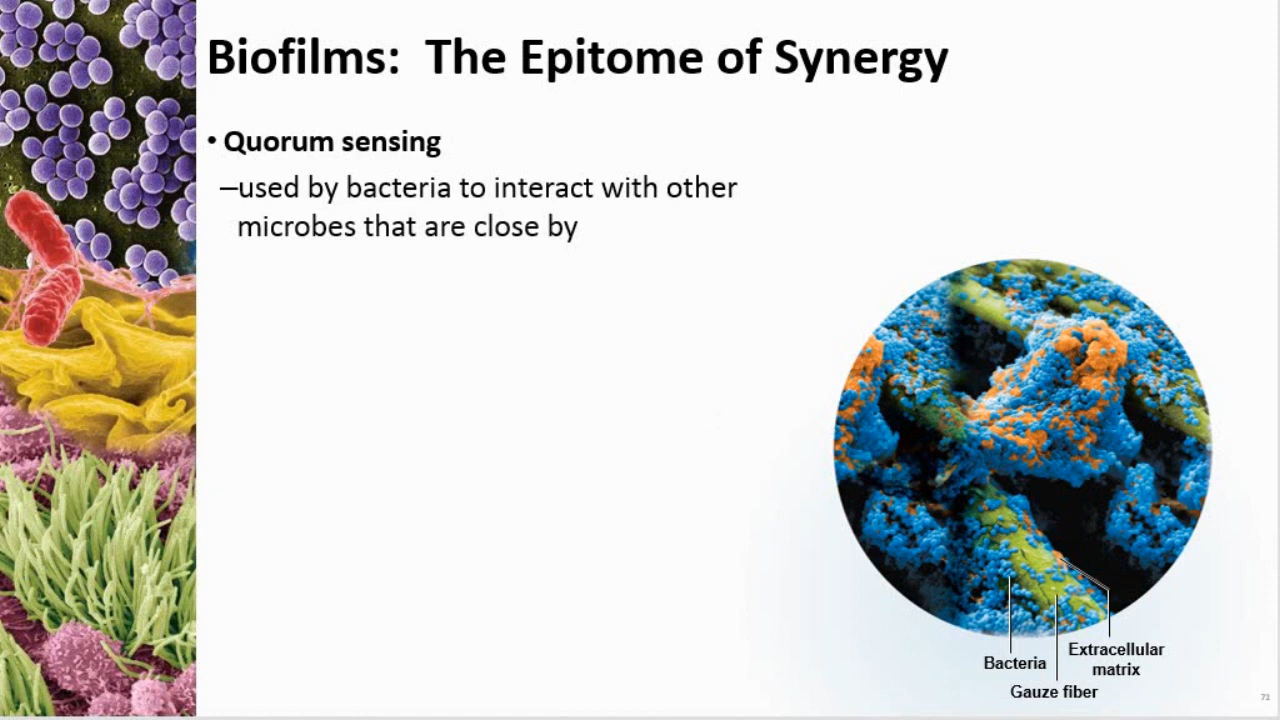 Biofilms: The Epitome of Synergy
• Quorum sensing
–used by bacteria to interact with other
microbes that are close by
Bacteria
Extracellular
matrix
Gauze fiber